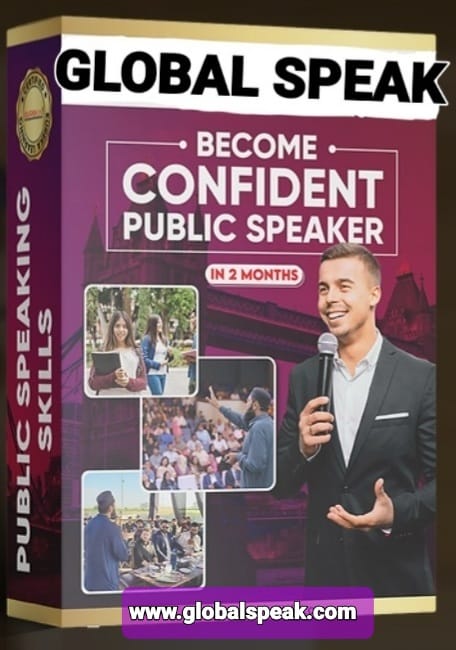 GLOBAL SPEAK
BECOME
CONFIDENT
PUBLIC SPEAKER
IN 2 MONTHS
PUBLIC SPEAKING
SKILLS
www.globalspeak.com